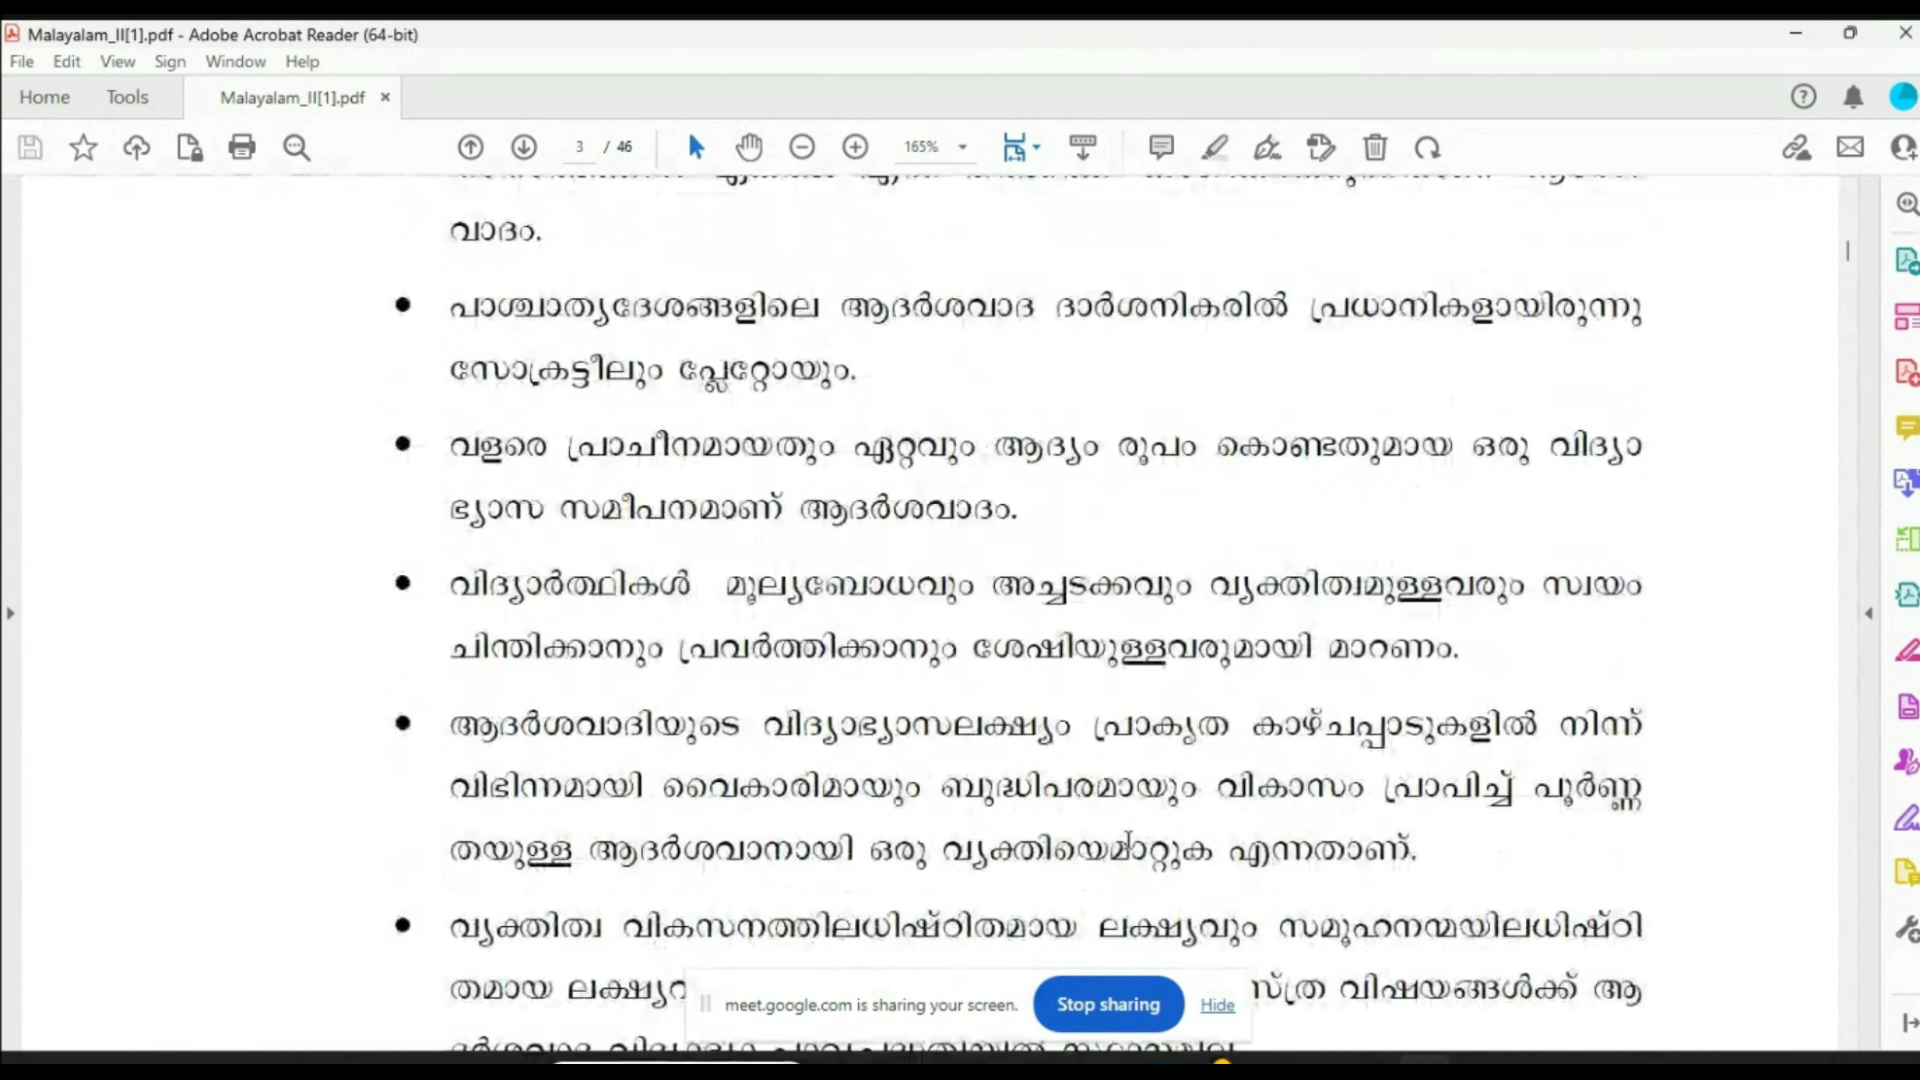 Malayalam_II[1].pdf - Adobe Acrobat Reader (64-bit)
File Edit View Sign Window Help
Home Tools Malayalam_II[1].pdf ×
3 / 46 165%
വാദം.
● പാശ്ചാത്യദേശങ്ങളിലെ ആദർശവാദ ദാർശനികരിൽ പ്രധാനികളായിരുന്നു
സോക്രട്ടീലും പ്ലേറ്റോയും.
● വളരെ പ്രാചീനമായതും ഏറ്റവും ആദ്യം രൂപം കൊണ്ടതുമായ ഒരു വിദ്യാ
ഭ്യാസ സമീപനമാണ് ആദർശവാദം.
● വിദ്യാർത്ഥികൾ മൂല്യബോധവും അച്ചടക്കവും വ്യക്തിത്വമുള്ളവരും സ്വയം
ചിന്തിക്കാനും പ്രവർത്തിക്കാനും ശേഷിയുള്ളവരുമായി മാറണം.
● ആദർശവാദിയുടെ വിദ്യാഭ്യാസലക്ഷ്യം പ്രാകൃത കാഴ്ചപ്പാടുകളിൽ നിന്ന്
വിഭിന്നമായി വൈകാരിമായും ബുദ്ധിപരമായും വികാസം പ്രാപിച്ച് പൂർണ്ണ
തയുള്ള ആദർശവാനായി ഒരു വ്യക്തിയെമാറ്റുക എന്നതാണ്.
● വ്യക്തിത്വ വികസനത്തിലധിഷ്ഠിതമായ ലക്ഷ്യവും സമൂഹനന്മയിലധിഷ്ഠി
തമായ സ്ത്ര വിഷയങ്ങൾക്ക് ആ
meet.google.com is sharing your screen. Stop sharing Hide